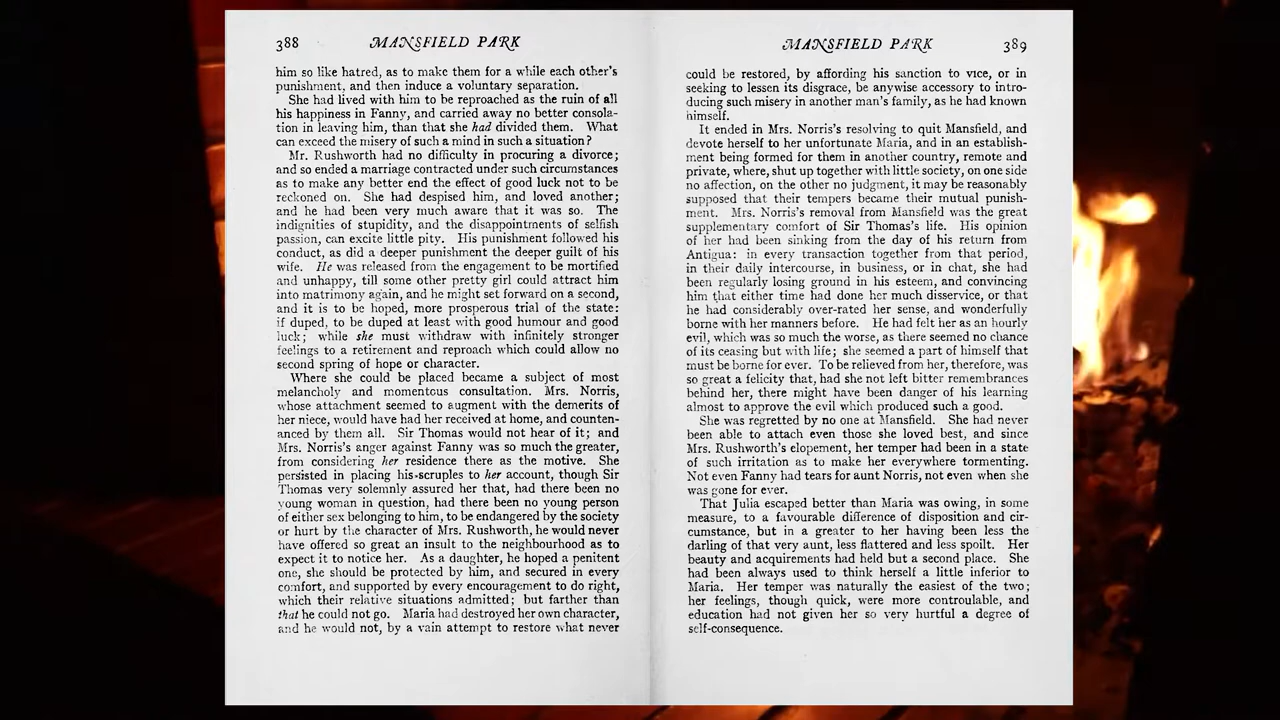 388 MANSFIELD PARK
him so like hatred, as to make them for a while each other's
punishment, and then induce a voluntary separation.
She had lived with him to be reproached as the ruin of all
his happiness in Fanny, and carried away no better consola-
tion in leaving him, than that she had divided them. What
can exceed the misery of such a mind in such a situation?
Mr. Rushworth had no difficulty in procuring a divorce;
and so ended a marriage contracted under such circumstances
as to make any better end the effect of good luck not to be
reckoned on. She had despised him, and loved another;
and he had been very much aware that it was so. The
indignities of stupidity, and the disappointments of selfish
passion, can excite little pity. His punishment followed his
conduct, as did a deeper punishment the deeper guilt of his
wife. He was released from the engagement to be mortified
and unhappy, till some other pretty girl could attract him
into matrimony again, and he might set forward on a second,
and it is to be hoped, more prosperous trial of the state:
if duped, to be duped at least with good humour and good
luck; while she must withdraw with infinitely stronger
feelings to a retirement and reproach which could allow no
second spring of hope or character.
Where she could be placed became a subject of most
melancholy and momentous consultation. Mrs. Norris,
whose attachment seemed to augment with the demerits of
her niece, would have had her received at home, and counten-
anced by them all. Sir Thomas would not hear of it; and
Mrs. Norris's anger against Fanny was so much the greater,
from considering her residence there as the motive. She
persisted in placing his-scruples to her account, though Sir
Thomas very solemnly assured her that, had there been no
young woman in question, had there been no young person
of either sex belonging to him, to be endangered by the society
or hurt by the character of Mrs. Rushworth, he would never
have offered so great an insult to the neighbourhood as to
expect it to notice her. As a daughter, he hoped a penitent
one, she should be protected by him, and secured in every
comfort, and supported by every encouragement to do right,
which their relative situations admitted; but farther than
that he could not go. Maria had destroyed her own character,
and he would not, by a vain attempt to restore what never
MANSFIELD PARK 389
could be restored, by affording his sanction to vice, or in
seeking to lessen its disgrace, be anywise accessory to intro-
ducing such misery in another man's family, as he had known
himself.
It ended in Mrs. Norris's resolving to quit Mansfield, and
devote herself to her unfortunate Maria, and in an establish-
ment being formed for them in another country, remote and
private, where, shut up together with little society, on one side
no affection, on the other no judgment, it may be reasonably
supposed that their tempers became their mutual punish-
ment. Mrs. Norris's removal from Mansfield was the great
supplementary comfort of Sir Thomas's life. His opinion
of her had been sinking from the day of his return from
Antigua: in every transaction together from that period,
in their daily intercourse, in business, or in chat, she had
been regularly losing ground in his esteem, and convincing
him that either time had done her much disservice, or that
he had considerably over-rated her sense, and wonderfully
borne with her manners before. He had felt her as an hourly
evil, which was so much the worse, as there seemed no chance
of its ceasing but with life; she seemed a part of himself that
must be borne for ever. To be relieved from her, therefore, was
so great a felicity that, had she not left bitter remembrances
behind her, there might have been danger of his learning
almost to approve the evil which produced such a good.
She was regretted by no one at Mansfield. She had never
been able to attach even those she loved best, and since
Mrs. Rushworth's elopement, her temper had been in a state
of such irritation as to make her everywhere tormenting.
Not even Fanny had tears for aunt Norris, not even when she
was gone for ever.
That Julia escaped better than Maria was owing, in some
measure, to a favourable difference of disposition and cir-
cumstance, but in a greater to her having been less the
darling of that very aunt, less flattered and less spoilt. Her
beauty and acquirements had held but a second place. She
had been always used to think herself a little inferior to
Maria. Her temper was naturally the easiest of the two;
her feelings, though quick, were more controulable, and
education had not given her so very hurtful a degree of
self-consequence.